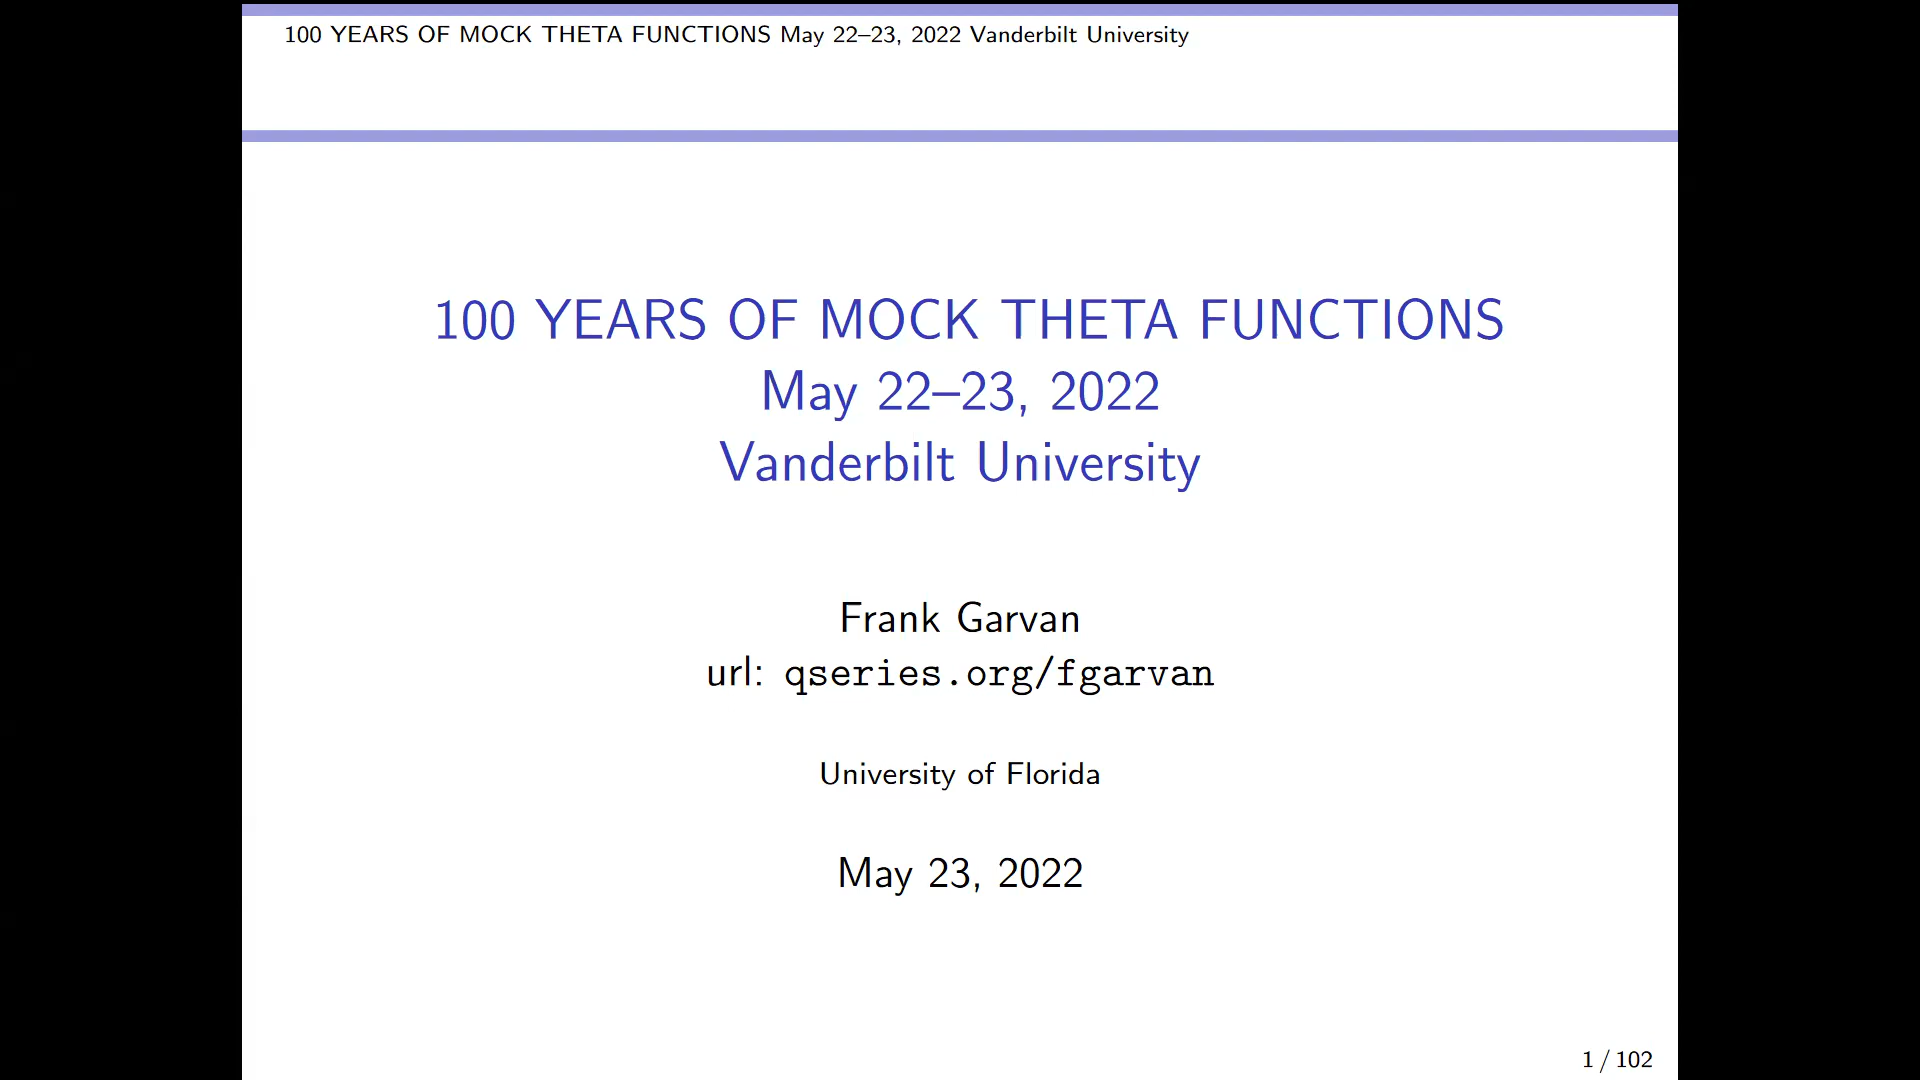 100 YEARS OF MOCK THETA FUNCTIONS May 22–23, 2022 Vanderbilt University
100 YEARS OF MOCK THETA FUNCTIONS
May 22–23, 2022
Vanderbilt University
Frank Garvan
url: qseries.org/fgarvan
University of Florida
May 23, 2022
1 / 102